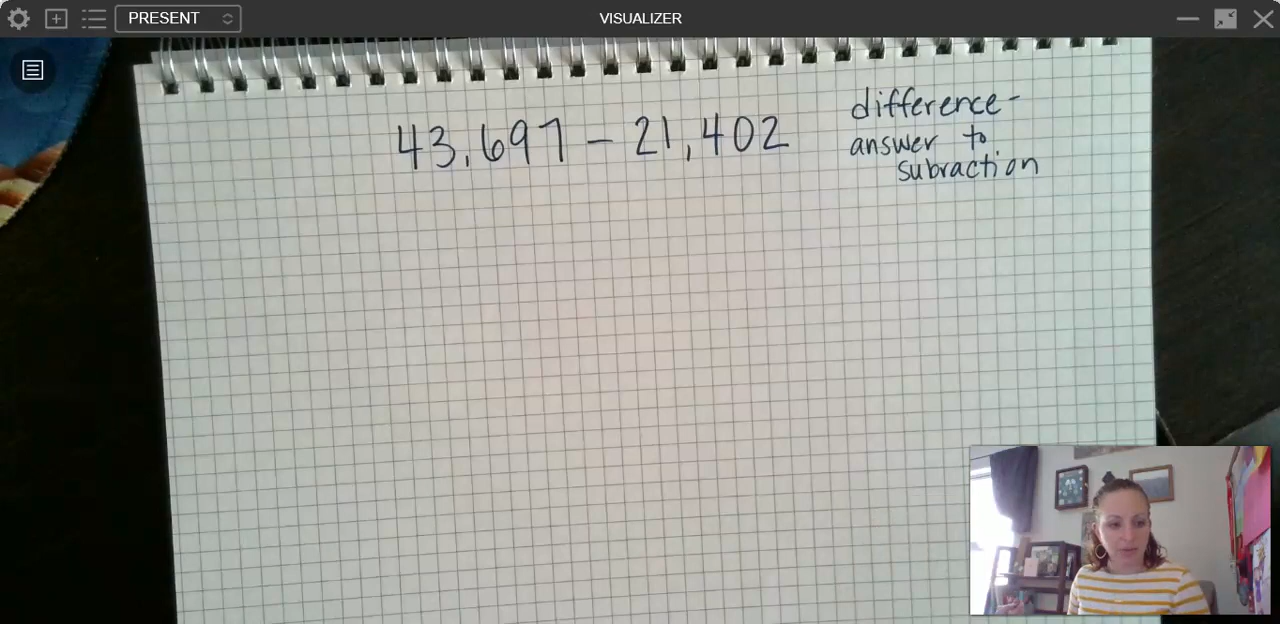 PRESENT
VISUALIZER
43,697 - 21,402
difference-
answer to
subraction